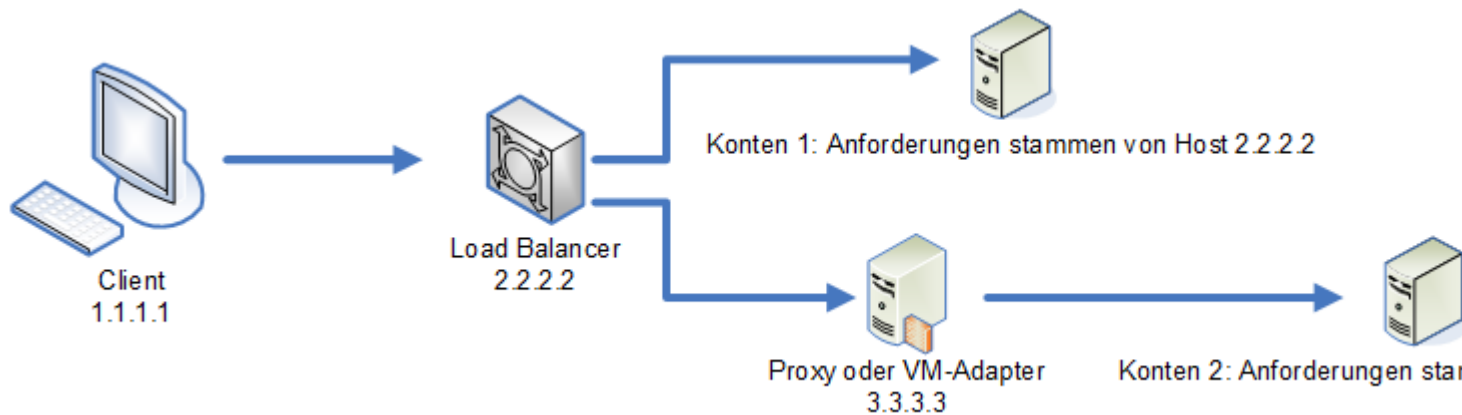 Konten 1: Anforderungen stammen von Host 2.2.2.2
Load Balancer
2.2.2.2
Client
1.1.1.1
Proxy oder VM-Adapter
3.3.3.3
Konten 2: Anforderungen